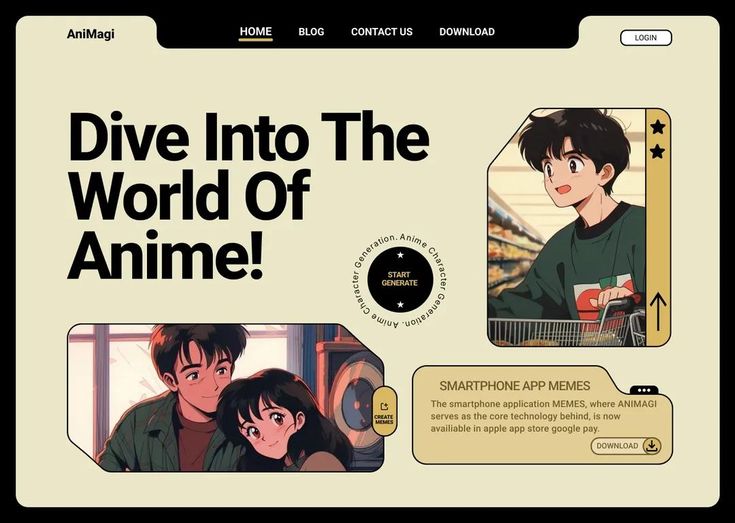 AniMagi
HOME
BLOG
CONTACT US
DOWNLOAD
LOGIN
Dive Into The
World Of
Anime!
Anime Character Generation. Anime Character Generation.
START
GENERATE
CREATE
MEMES
SMARTPHONE APP MEMES
The smartphone application MEMES, where ANIMAGI
serves as the core technology behind, is now
availiable in apple app store google pay.
DOWNLOAD